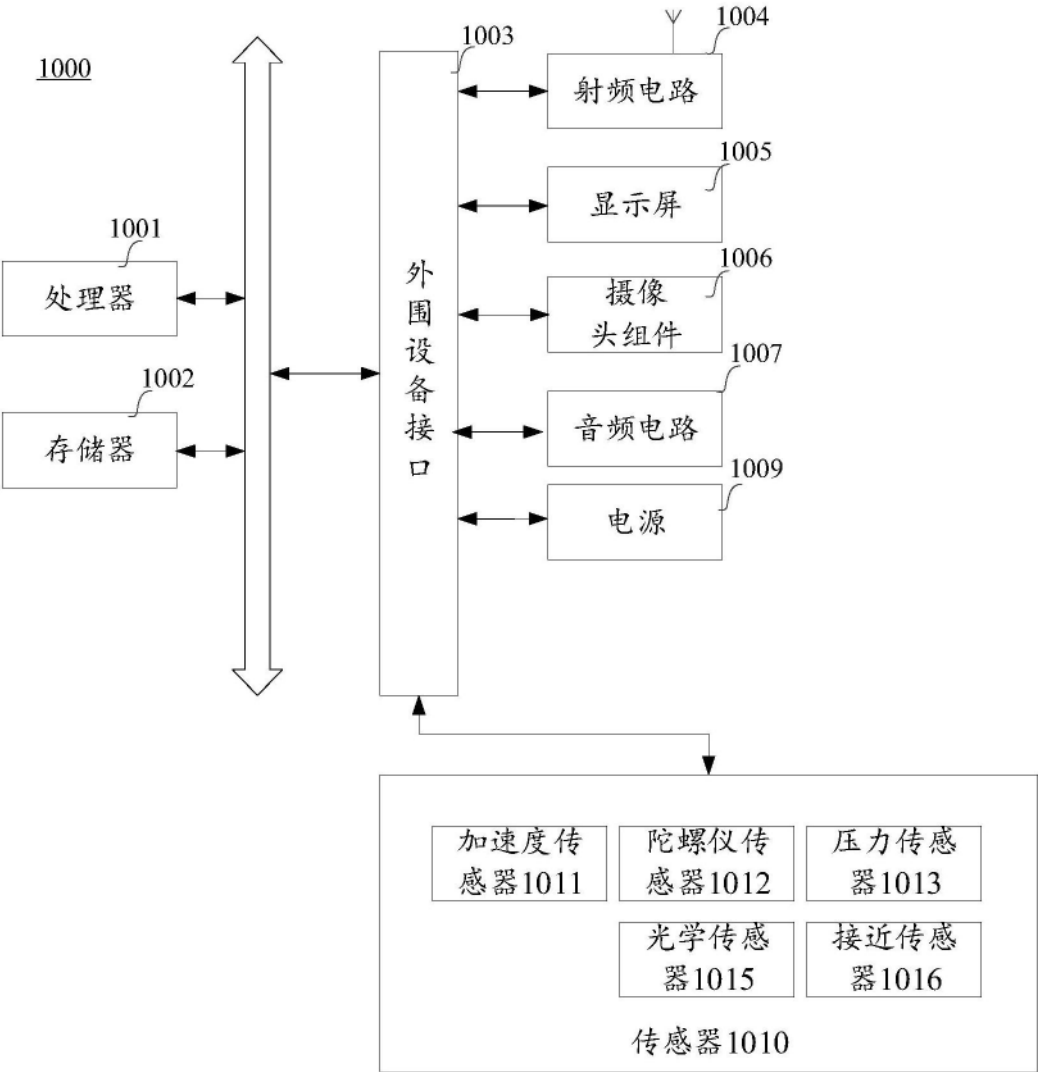 1000
1001
处理器
1002
存储器
1003
外围设备接口
1004
射频电路
1005
显示屏
1006
摄像
头组件
1007
音频电路
1009
电源
加速度传
感器1011
陀螺仪传
感器1012
压力传感
器1013
光学传感
器1015
接近传感
器1016
传感器1010